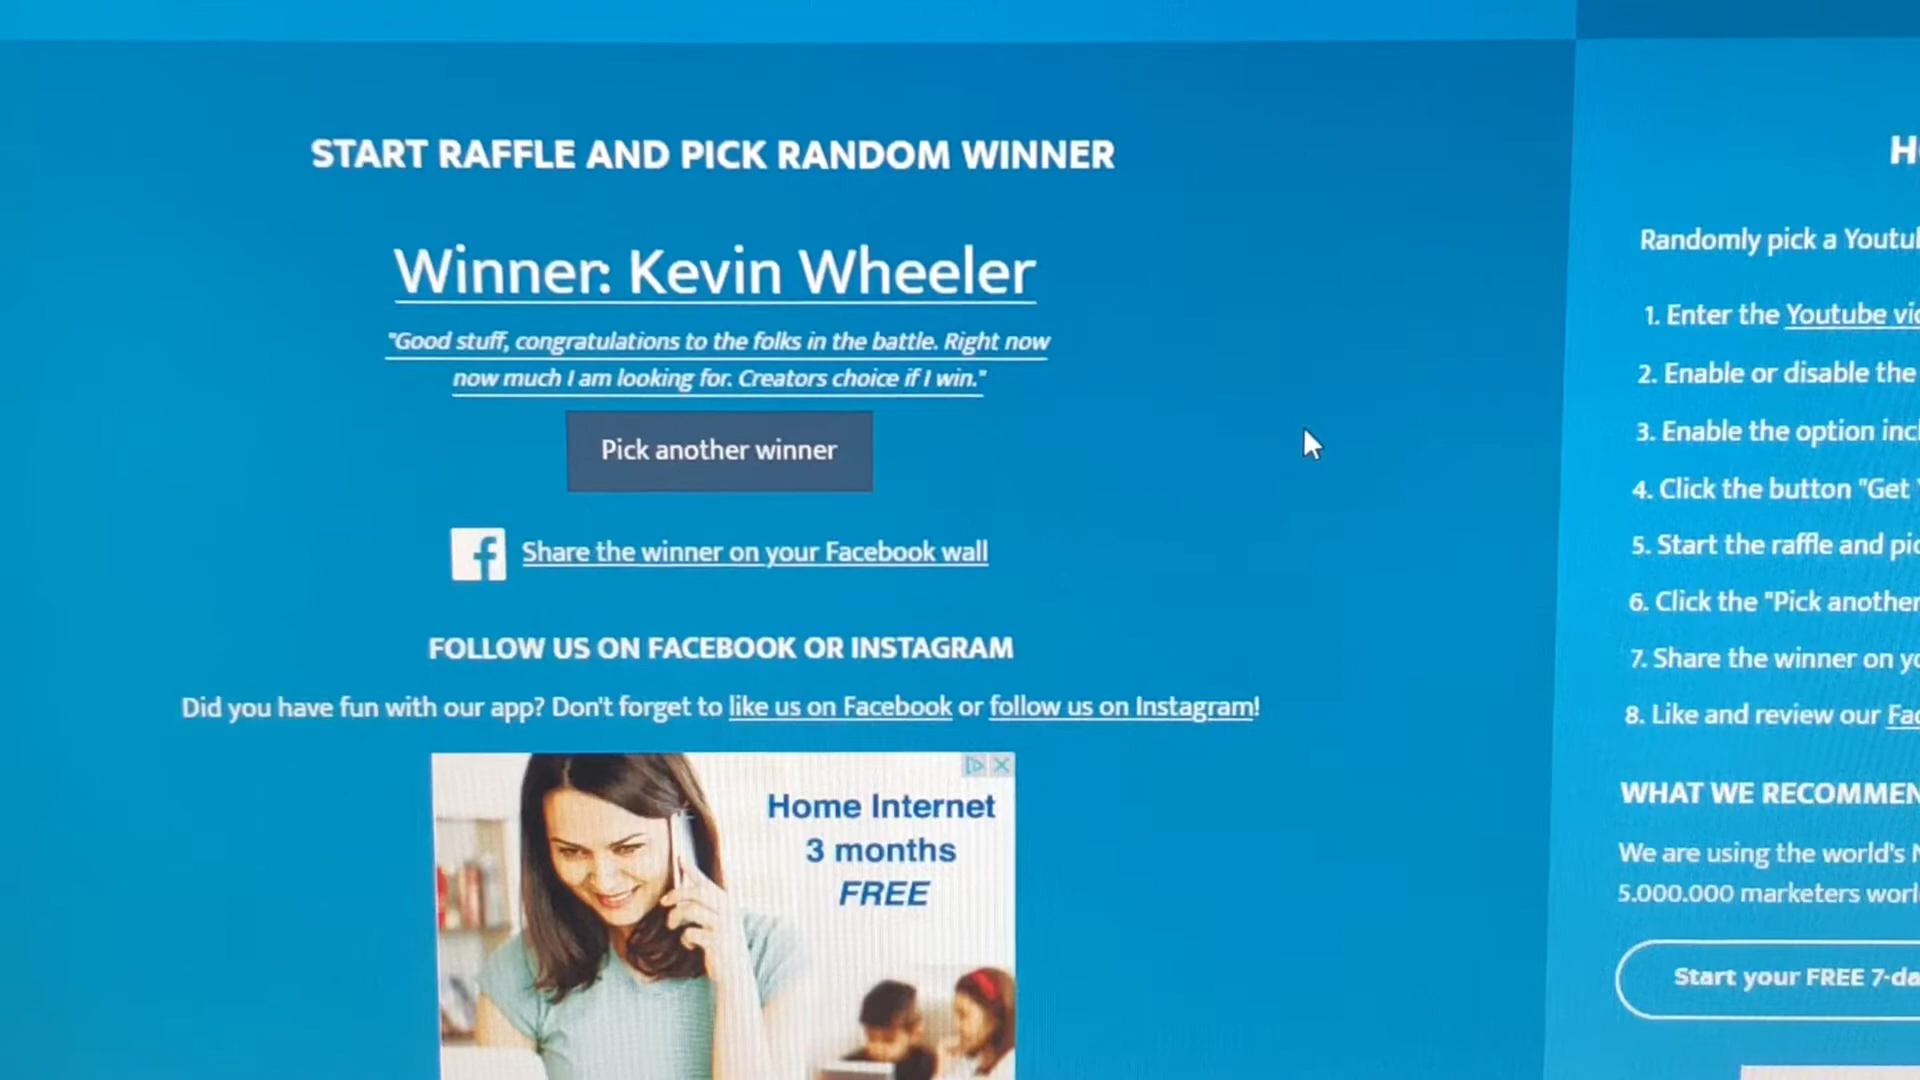 START RAFFLE AND PICK RANDOM WINNER
Winner: Kevin Wheeler
"Good stuff, congratulations to the folks in the battle. Right now
now much I am looking for. Creators choice if I win."
Pick another winner
Share the winner on your Facebook wall
FOLLOW US ON FACEBOOK OR INSTAGRAM
Did you have fun with our app? Don't forget to like us on Facebook or follow us on Instagram!
Home Internet
3 months
FREE
Randomly pick a
1. Enter the Youtube
2. Enable or disable the
3. Enable the option
4. Click the button "Get
5. Start the raffle and
6. Click the "Pick another
7. Share the winner on
8. Like and review our
WHAT WE
We are using the world's
5.000.000 marketers
Start your FREE